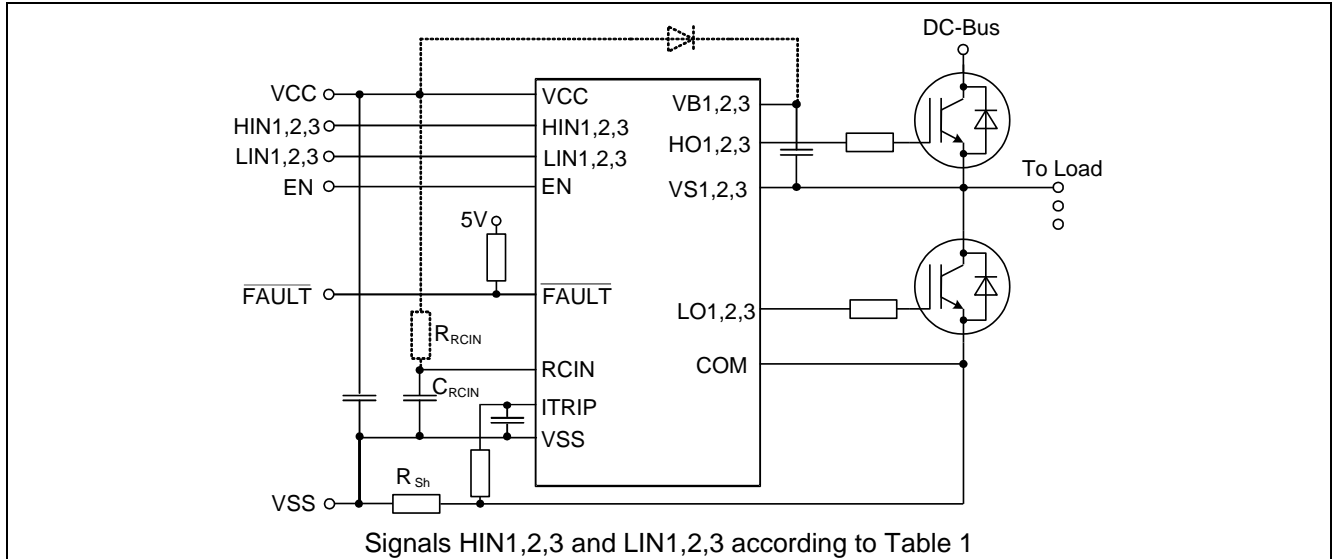 DC-Bus
VCC
VCC
VB1,2,3
HIN1,2,3
HIN1,2,3
HO1,2,3
LIN1,2,3
LIN1,2,3
EN
EN
VS1,2,3
To Load
5V
FAULT
FAULT
LO1,2,3
RRCIN
RCIN
COM
CRCIN
ITRIP
VSS
RSh
VSS
Signals HIN1,2,3 and LIN1,2,3 according to Table 1